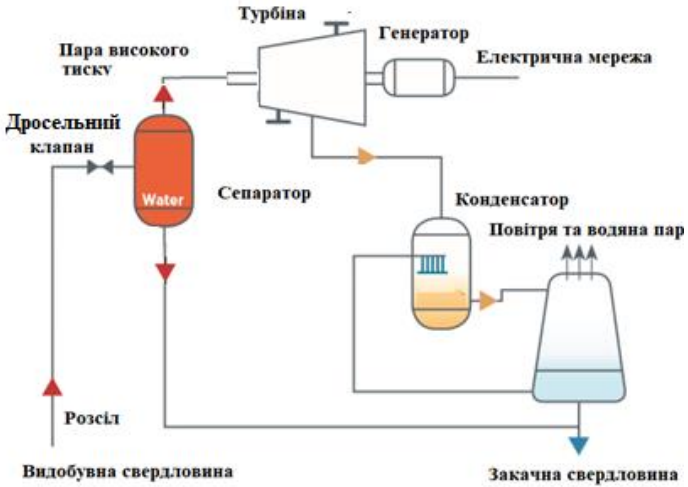 Турбіна
Генератор
Пара високого
тиску
Електрична мережа
Дросельний
клапан
Water
Сепаратор
Конденсатор
Повітря та водяна пар
Розсіл
Видобувна свердловина
Закачна свердловина